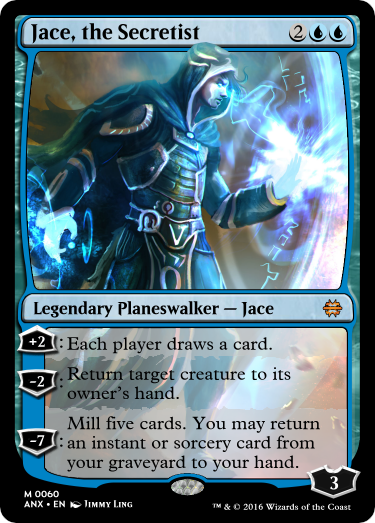 Jace, the Secretist 2
Legendary Planeswalker — Jace
+2: Each player draws a card.
-2: Return target creature to its
owner's hand.
-7: Mill five cards. You may return
an instant or sorcery card from
your graveyard to your hand.
3
M 0060
ANX • EN Jimmy Ling
™ & © 2016 Wizards of the Coast